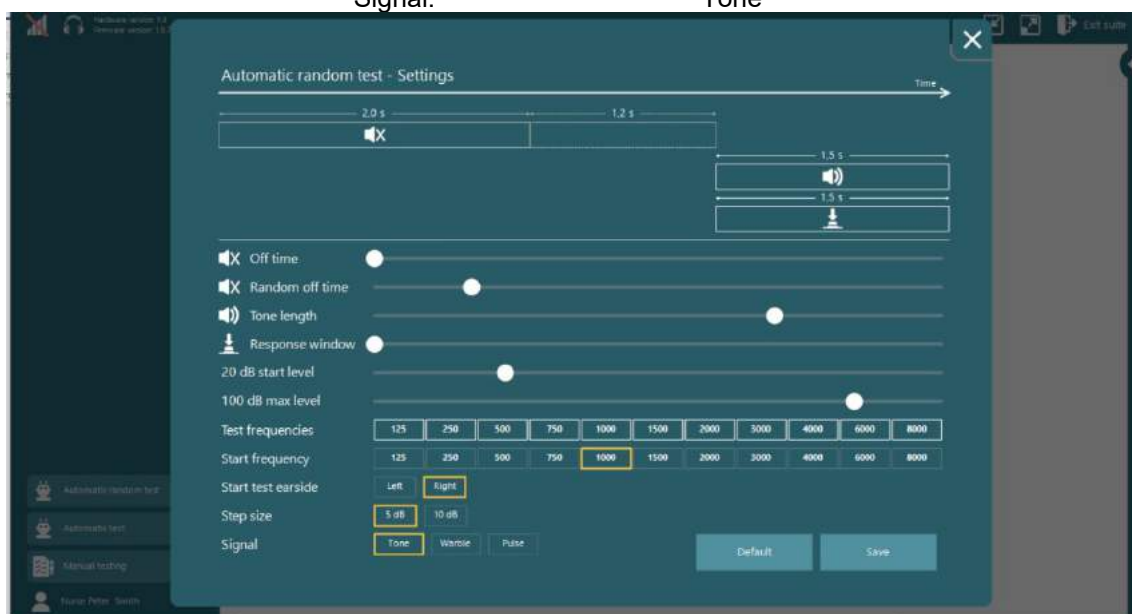 Signal: Tone
Hardware version 1.4
Exit suite
Automatic random test - Settings
Time
2,0 s 1,2 s
1,5 s
1,5 s
Off time
Random off time
Tone length
Response window
20 dB start level
100 dB max level
Test frequencies 125 250 500 750 1000 1500 2000 3000 4000 6000 8000
Start frequency 125 250 500 750 1000 1500 2000 3000 4000 6000 8000
Start test earside Left Right
Step size 5 dB 10 dB
Signal Tone Warble Pulse
Default Save
Automatic random test
Automatic test
Manual testing
Nurse Peter Smith